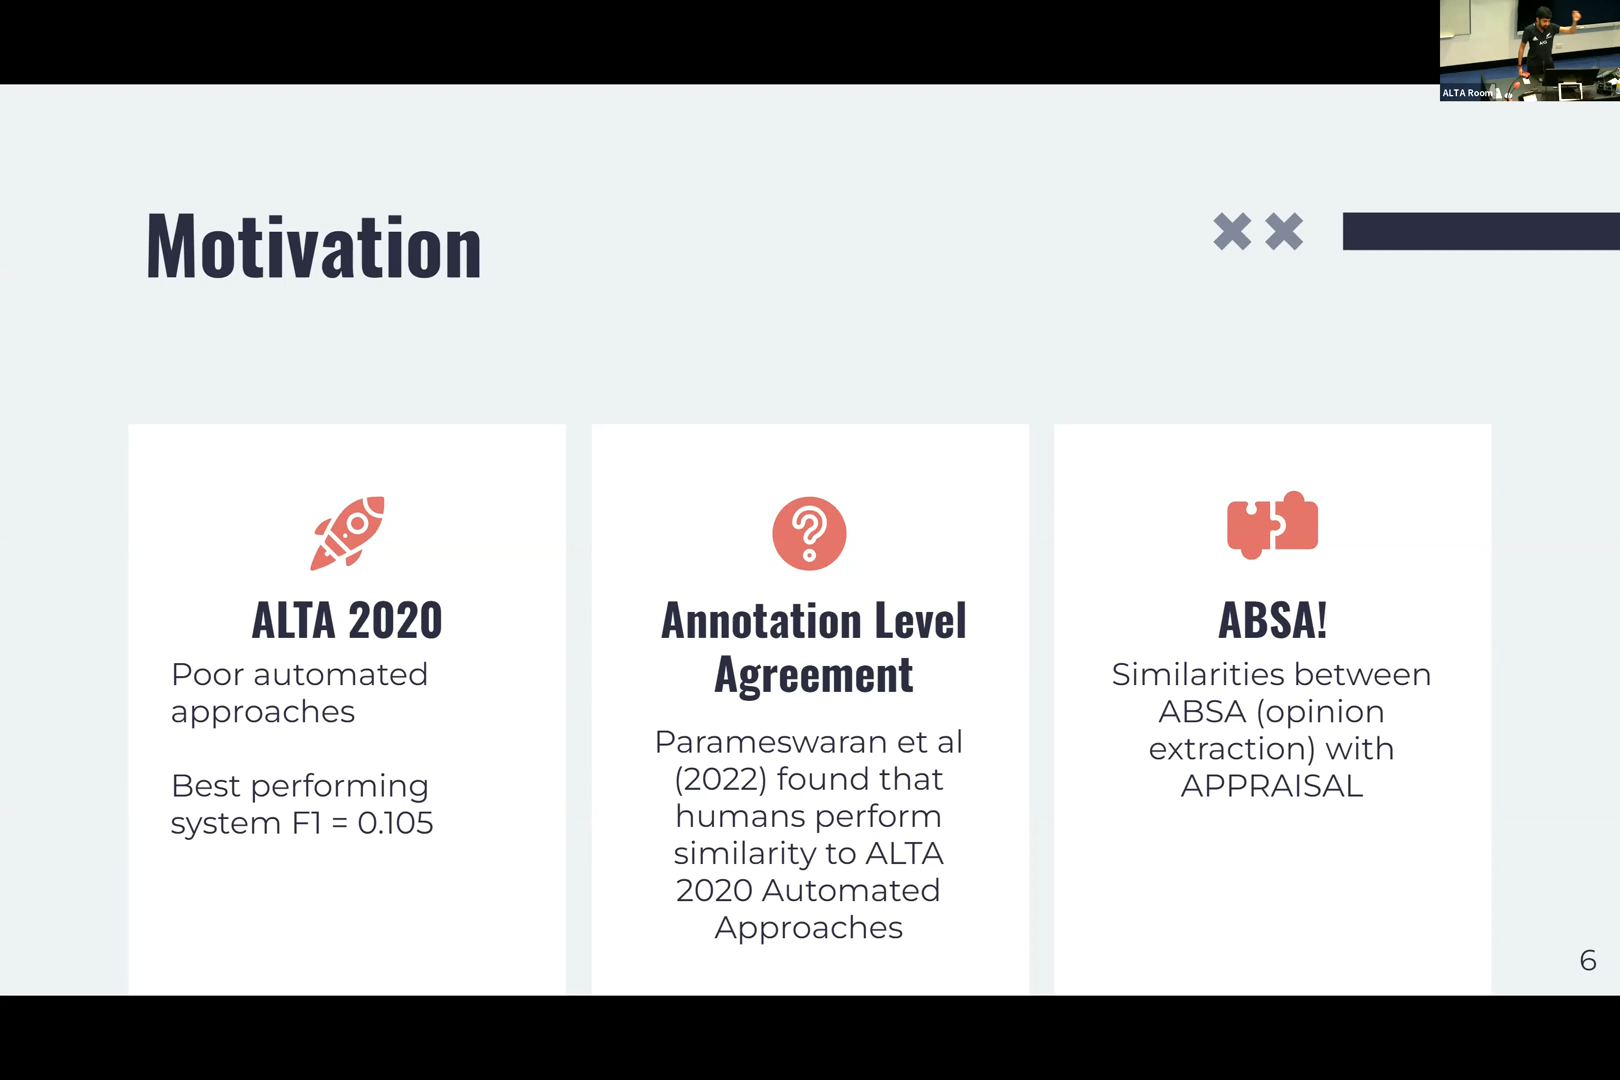 ALTA Room
Motivation
ALTA 2020
Poor automated
approaches
Best performing
system F1 = 0.105
Annotation Level
Agreement
Parameswaran et al
(2022) found that
humans perform
similarity to ALTA
2020 Automated
Approaches
ABSA!
Similarities between
ABSA (opinion
extraction) with
APPRAISAL
6